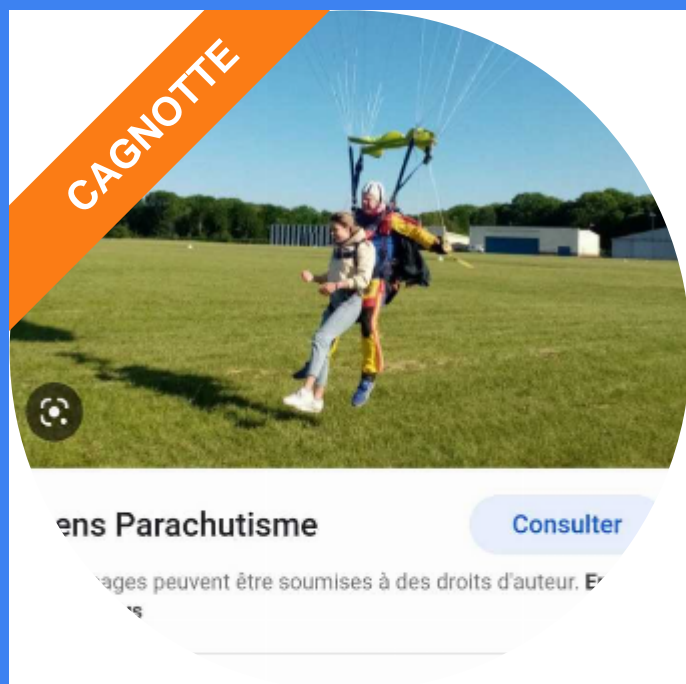 CAGNOTTE
ens Parachutisme
Consulter
ages peuvent être soumises à des droits d'auteur.